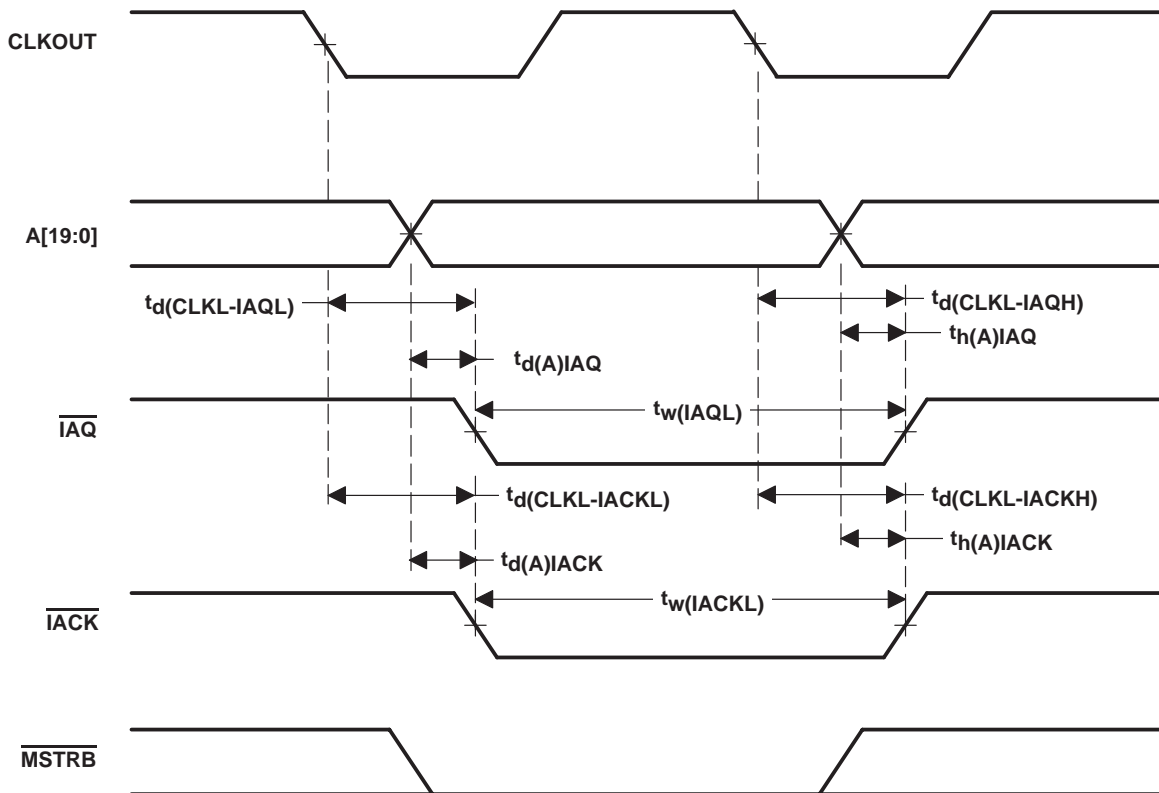 CLKOUT
A[19:0]
td(CLKL-IAQL)
td(CLKL-IAQH)
th(A)IAQ
td(A)IAQ
tw(IAQL)
IAQ
td(CLKL-IACKL)
td(CLKL-IACKH)
th(A)IACK
td(A)IACK
tw(IACKL)
IACK
MSTRB